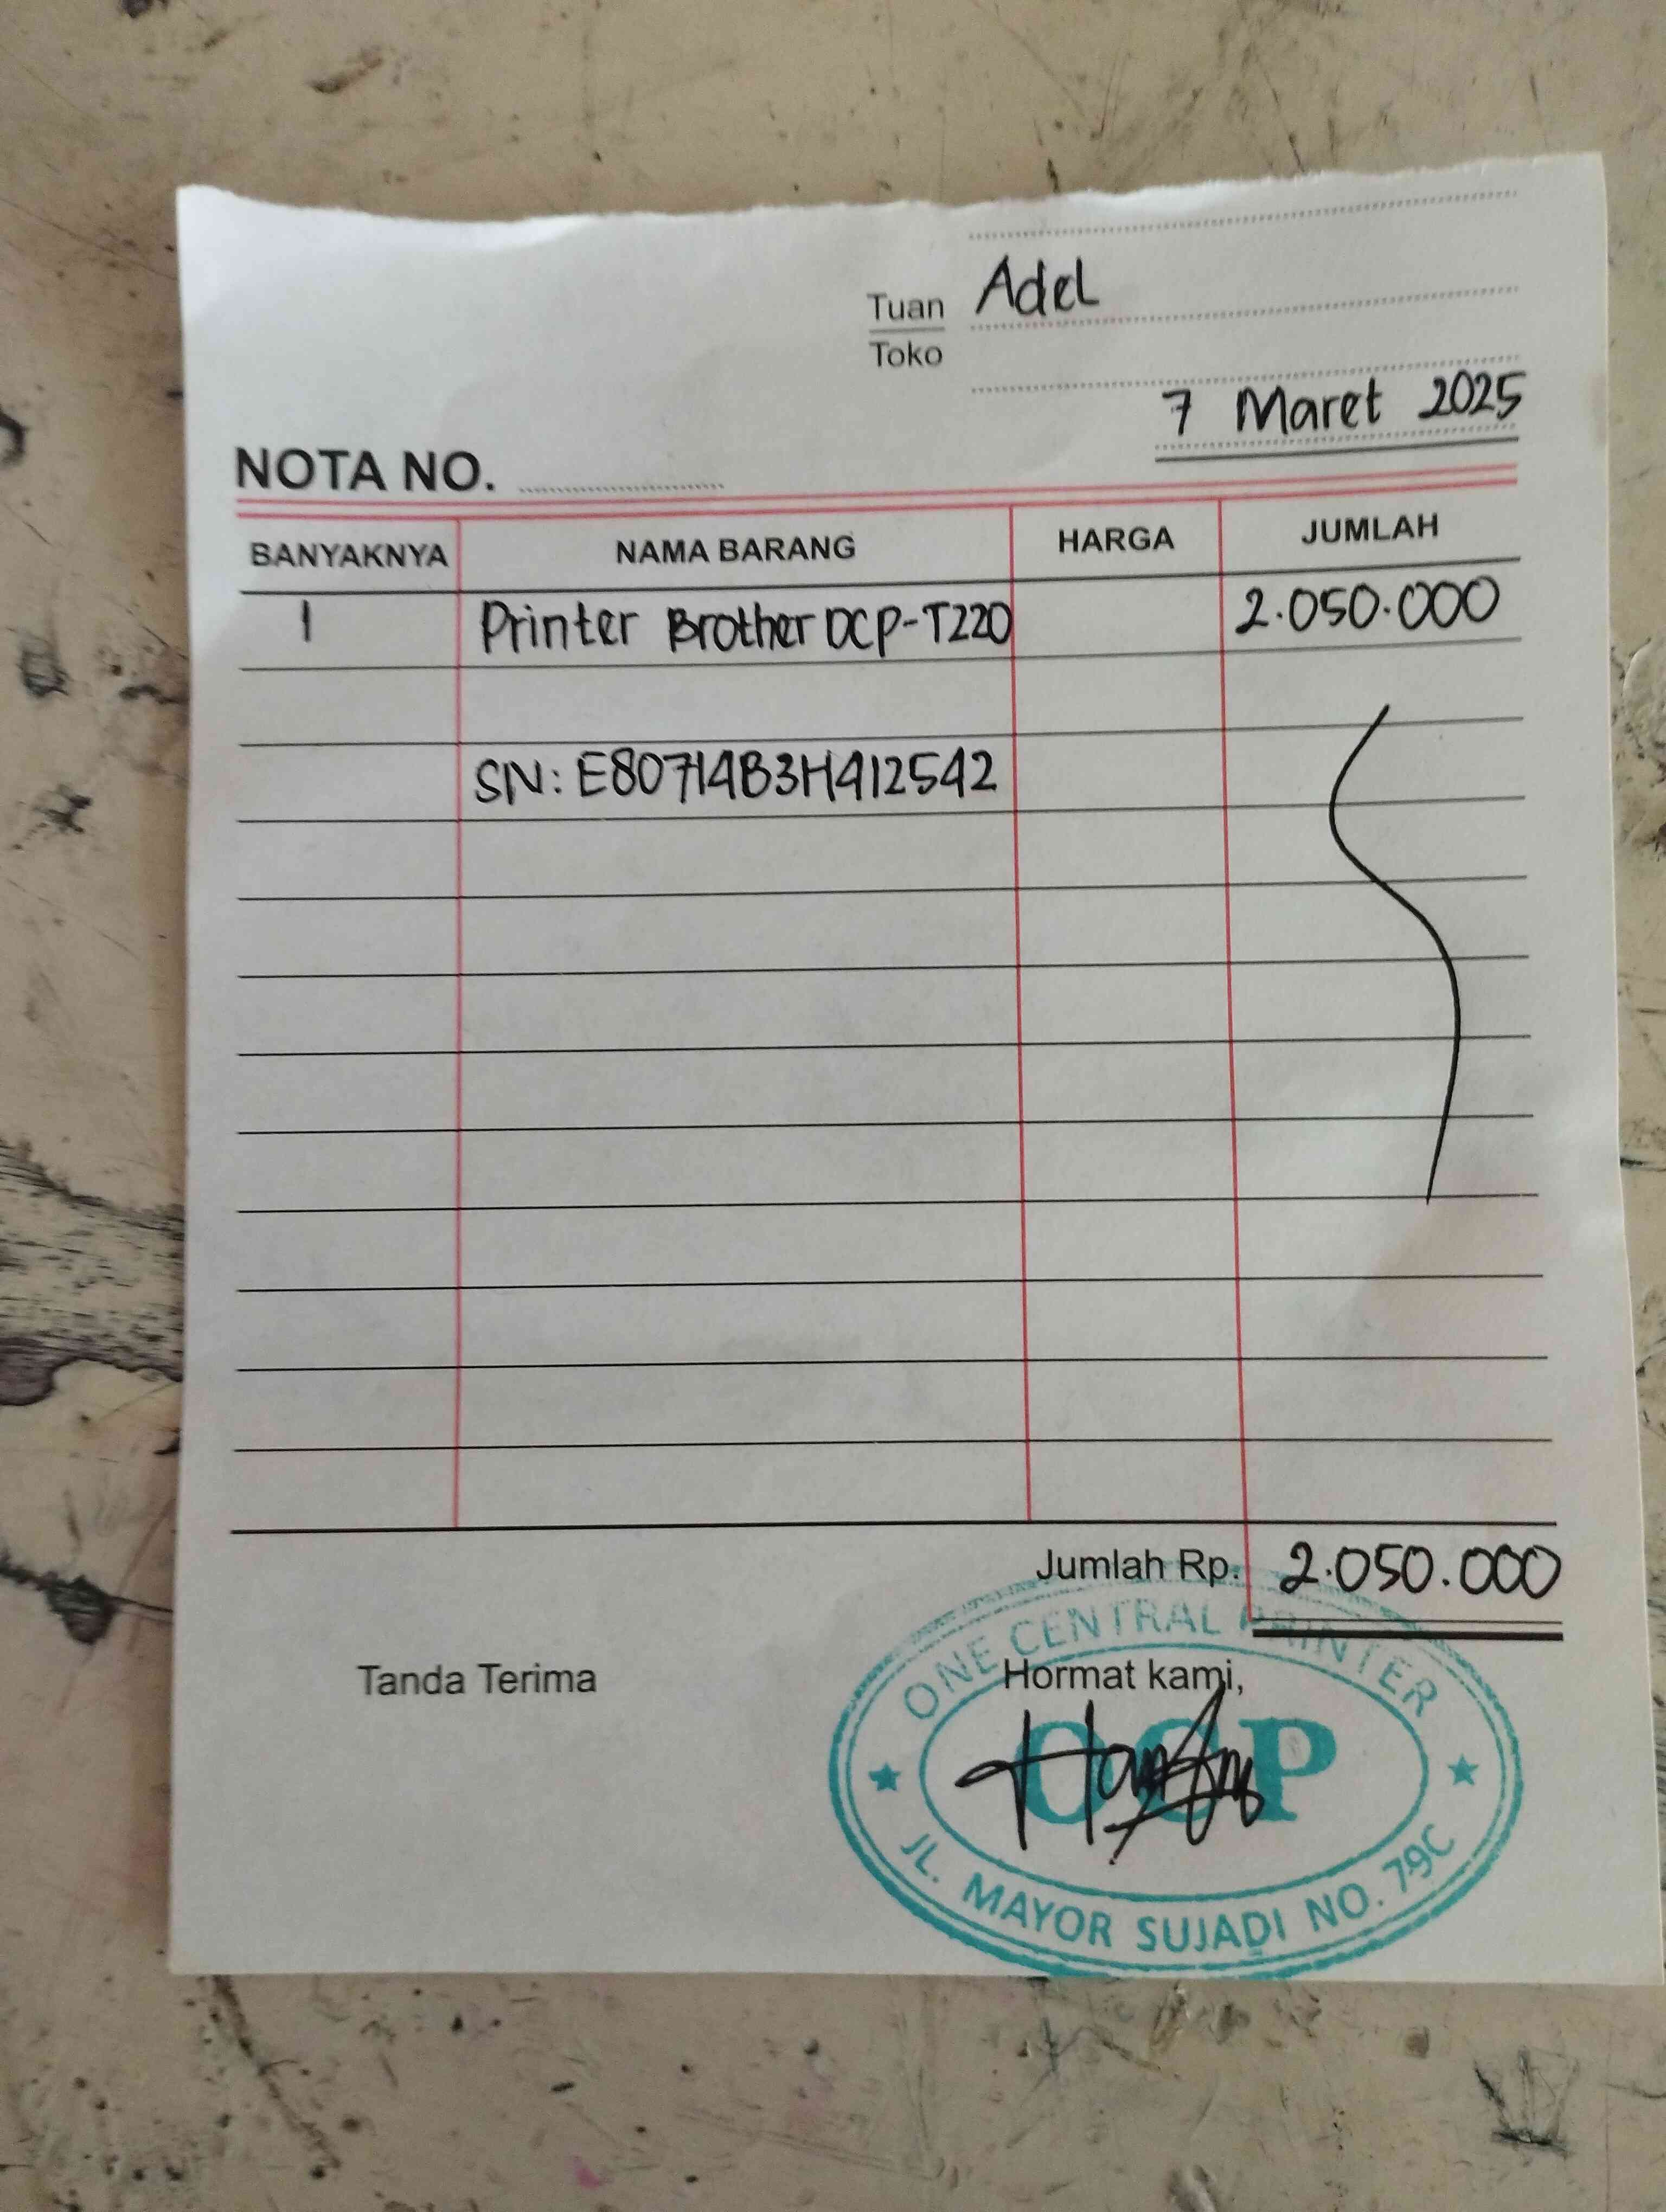 Tuan Adel
Toko
7 Maret 2025
NOTA NO.
BANYAKNYA NAMA BARANG HARGA JUMLAH
1 Printer Brother DCP-T220 2.050.000
SN: E80714B3H412542
Jumlah Rp. 2.050.000
Tanda Terima Hormat kami,
ONE CENTRAL PRINTER
OCP
JL. MAYOR SUJADI NO. 79C